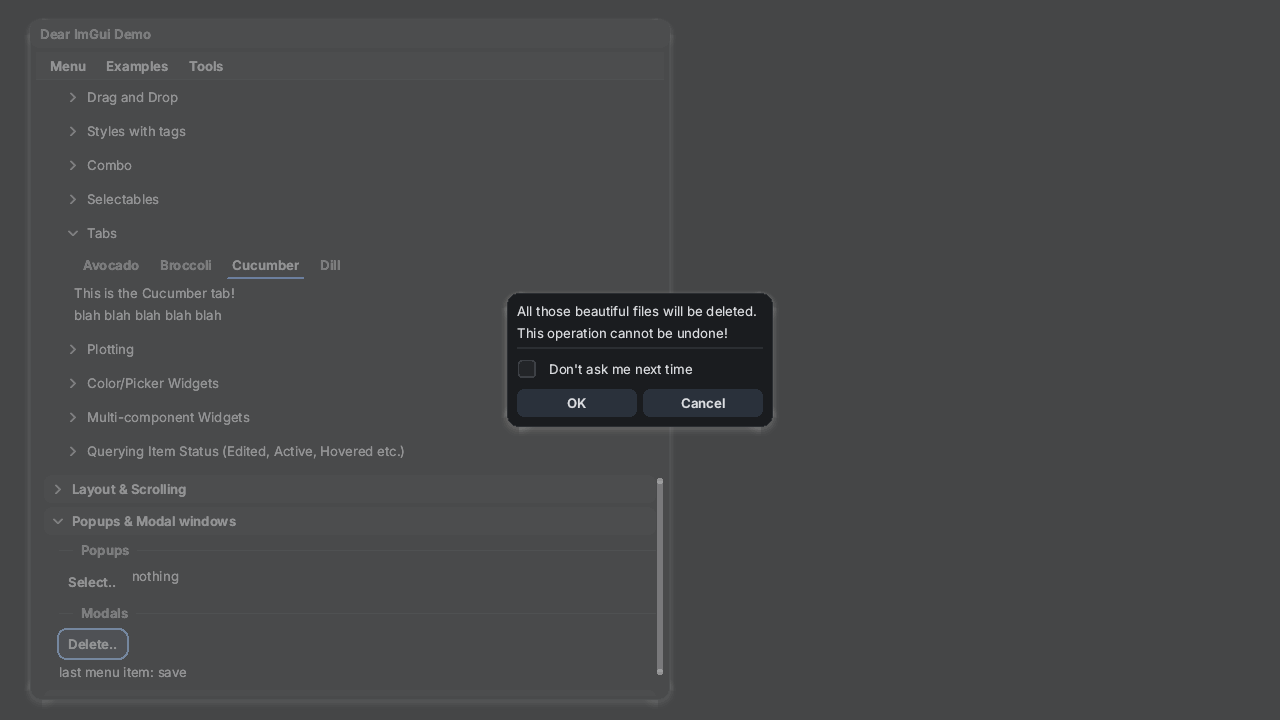 Dear ImGui Demo
Menu Examples Tools
Drag and Drop
Styles with tags
Combo
Selectables
Tabs
Avocado Broccoli Cucumber Dill
This is the Cucumber tab!
blah blah blah blah blah
Plotting
Color/Picker Widgets
Multi-component Widgets
Querying Item Status (Edited, Active, Hovered etc.)
Layout & Scrolling
Popups & Modal windows
Popups
Select.. nothing
Modals
Delete..
last menu item: save
All those beautiful files will be deleted.
This operation cannot be undone!
Don't ask me next time
OK Cancel